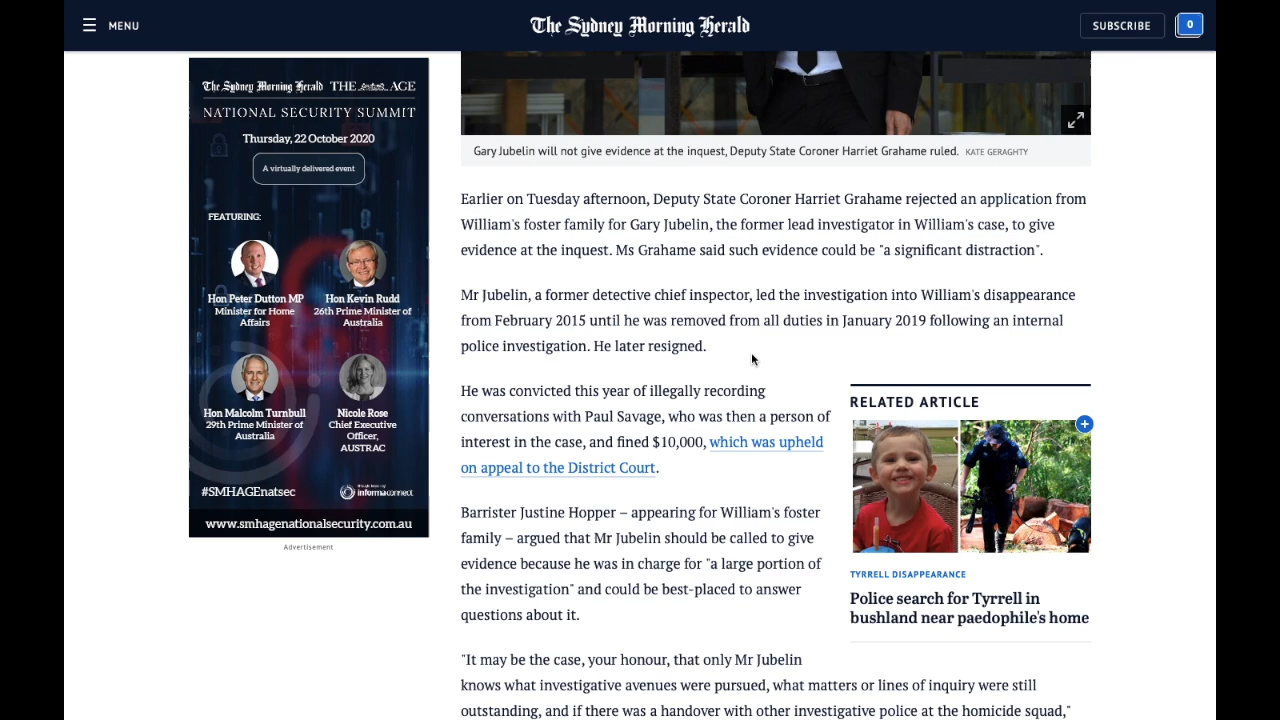 MENU
The Sydney Morning Herald
SUBSCRIBE
0
The Sydney Morning Herald THE AGE
NATIONAL SECURITY SUMMIT
Thursday, 22 October 2020
A virtually delivered event
FEATURING:
Hon Peter Dutton MP
Minister for Home
Affairs
Hon Kevin Rudd
26th Prime Minister of
Australia
Hon Malcolm Turnbull
29th Prime Minister of
Australia
Nicole Rose
Chief Executive
Officer,
AUSTRAC
#SMHAGEnatsec
informaconnect
www.smhagenationalsecurity.com.au
Advertisement
Gary Jubelin will not give evidence at the inquest, Deputy State Coroner Harriet Grahame ruled. KATE GERAGHTY
Earlier on Tuesday afternoon, Deputy State Coroner Harriet Grahame rejected an application from
William's foster family for Gary Jubelin, the former lead investigator in William's case, to give
evidence at the inquest. Ms Grahame said such evidence could be "a significant distraction".
Mr Jubelin, a former detective chief inspector, led the investigation into William's disappearance
from February 2015 until he was removed from all duties in January 2019 following an internal
police investigation. He later resigned.
He was convicted this year of illegally recording
conversations with Paul Savage, who was then a person of
interest in the case, and fined $10,000, which was upheld
on appeal to the District Court.
Barrister Justine Hopper – appearing for William's foster
family – argued that Mr Jubelin should be called to give
evidence because he was in charge for "a large portion of
the investigation" and could be best-placed to answer
questions about it.
"It may be the case, your honour, that only Mr Jubelin
knows what investigative avenues were pursued, what matters or lines of inquiry were still
outstanding, and if there was a handover with other investigative police at the homicide squad,"
RELATED ARTICLE
TYRRELL DISAPPEARANCE
Police search for Tyrrell in
bushland near paedophile's home